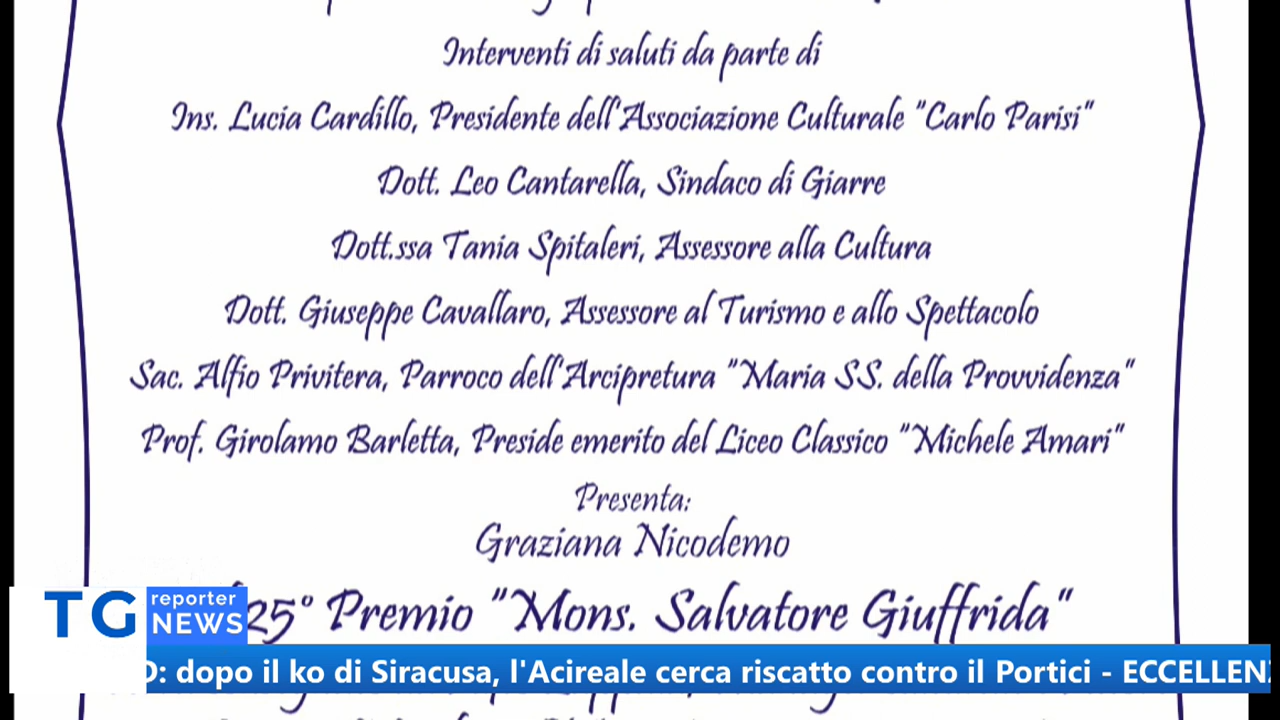 Interventi di saluti da parte di
Ins. Lucia Cardillo, Presidente dell'Associazione Culturale "Carlo Parisi"
Dott. Leo Cantarella, Sindaco di Giarre
Dott.ssa Tania Spitaleri, Assessore alla Cultura
Dott. Giuseppe Cavallaro, Assessore al Turismo e allo Spettacolo
Sac. Alfio Privitera, Parroco dell'Arcipretura "Maria SS. della Provvidenza"
Prof. Girolamo Barletta, Preside emerito del Liceo Classico "Michele Amari"
Presenta:
Graziana Nicodemo
25° Premio "Mons. Salvatore Giuffrida"
TG reporter NEWS
D: dopo il ko di Siracusa, l'Acireale cerca riscatto contro il Portici - ECCELLENZ